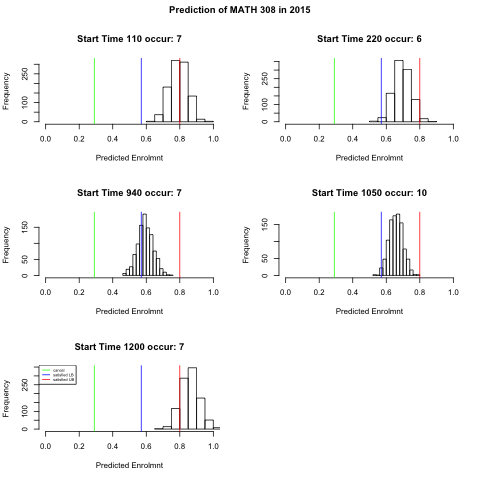 Prediction of MATH 308 in 2015
Start Time 110 occur: 7
Frequency
0 100 250
0.0 0.2 0.4 0.6 0.8 1.0
Predicted Enrolmnt
Start Time 220 occur: 6
Frequency
0 100 250
0.0 0.2 0.4 0.6 0.8 1.0
Predicted Enrolmnt
Start Time 940 occur: 7
Frequency
0 50 150
0.0 0.2 0.4 0.6 0.8 1.0
Predicted Enrolmnt
Start Time 1050 occur: 10
Frequency
0 50 150
0.0 0.2 0.4 0.6 0.8 1.0
Predicted Enrolmnt
Start Time 1200 occur: 7
Frequency
0 100 250
satisfied LB
satisfied UB
0.0 0.2 0.4 0.6 0.8 1.0
Predicted Enrolmnt